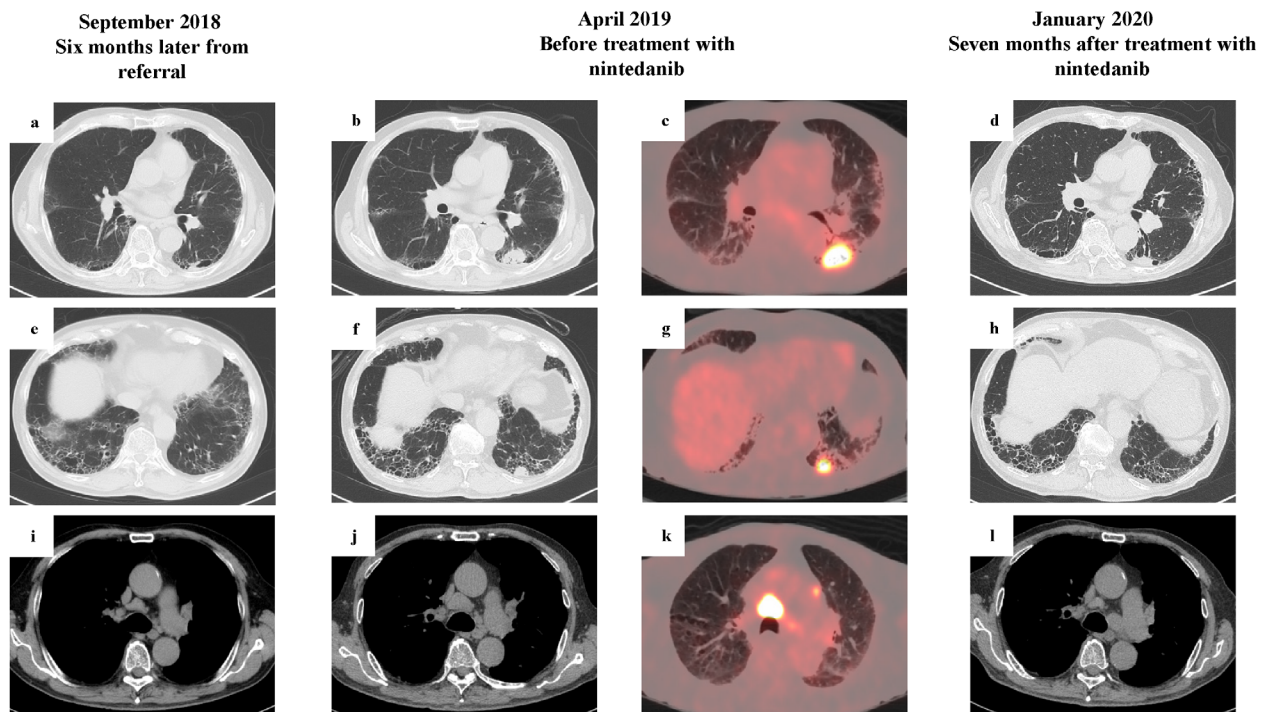 September 2018
Six months later from
referral
April 2019
Before treatment with
nintedanib
January 2020
Seven months after treatment with
nintedanib
a
b
c
d
e
f
g
h
i
j
k
l